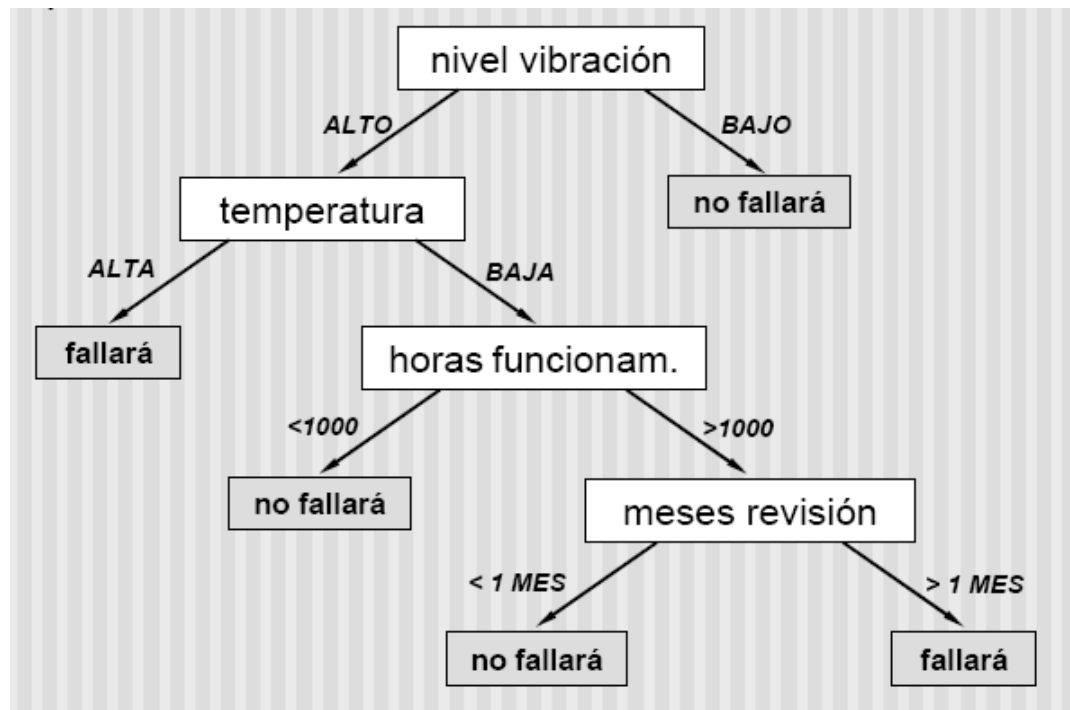 nivel vibración
ALTO
BAJO
temperatura
no fallará
ALTA
BAJA
fallará
horas funcionam.
<1000
>1000
no fallará
meses revisión
< 1 MES
> 1 MES
no fallará
fallará